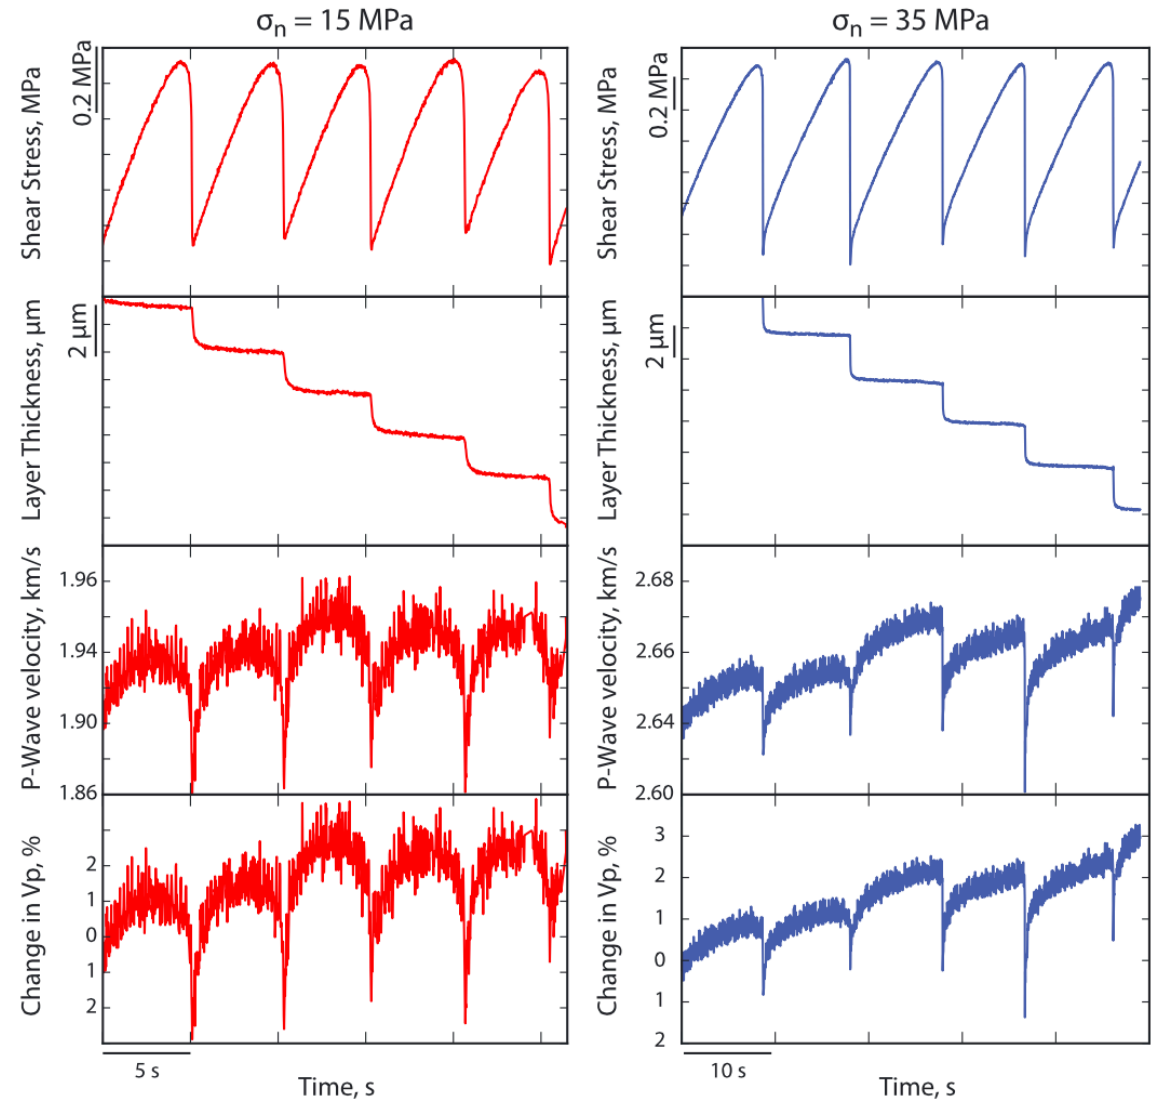 σn = 15 MPa
σn = 35 MPa
Shear Stress, MPa
0.2 MPa
Shear Stress, MPa
0.2 MPa
Layer Thickness, μm
2 μm
Layer Thickness, μm
2 μm
P-Wave velocity, km/s
1.96
1.94
1.90
1.86
P-Wave velocity, km/s
2.68
2.66
2.64
2.60
Change in Vp, %
2
1
0
1
2
Change in Vp, %
3
2
1
0
1
2
5 s
Time, s
10 s
Time, s